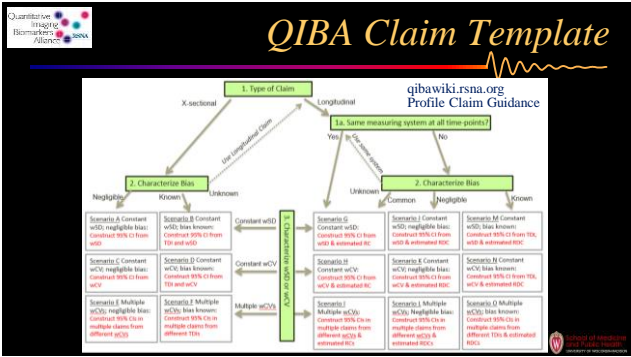 Quantitative
Imaging
Biomarkers
Alliance
RSNA
QIBA Claim Template
qibawiki.rsna.org
Profile Claim Guidance
1. Type of Claim
X-sectional
Longitudinal
1a. Same measuring system at all time-points?
Use Longitudinal Claim
Yes
Use same system
No
2. Characterize Bias
2. Characterize Bias
Negligible
Known
Unknown
Unknown
Common
Negligible
Known
Scenario A Constant
wSD; negligible bias:
Construct 95% CI from
wSD
Scenario B Constant
wSD; bias known:
Construct 95% CI from
TDI and wSD
Constant wSD
3. Characterize wSD or wCV
Scenario G
Constant
wSD:
Construct 95% CI from
wSD & estimated RC
Constant
wSD:
Construct 95% CI from
wSD & estimated RDC
Scenario M Constant
wSD; bias known:
Construct 95% CI from TDI,
wSD & estimated RDC
Scenario C Constant
wCV; negligible bias:
Construct 95% CI from
wCV
Scenario D Constant
wCV; bias known:
Construct 95% CI from
TDI and wCV
Constant wCV
Scenario H
Constant
wCV:
Construct 95% CI from
wCV & estimated RC
Scenario K Constant
wCV; negligible bias:
Construct 95% CI from
wCV & estimated RDC
Scenario N Constant
wCV; bias known:
Construct 95% CI from TDI,
wCV & estimated RDC
Scenario E Multiple
wCVs; negligible bias:
Construct 95% CIs in
multiple claims from
different wCVs
Scenario F Multiple
wCVs; bias known:
Construct 95% CIs in
multiple claims from
different TDIs
Multiple wCVs
Scenario I
Multiple
wCVs:
Construct 95% CIs in
multiple claims from
different wCVs &
estimated RCs
Scenario L Multiple
wCVs; Negligible bias:
Construct 95% CIs in
multiple claims from
different wCVs &
estimated RDCs
Scenario O Multiple
wCVs; bias known:
Construct 95% CIs in
multiple claims from
different TDIs & estimated
RDCs
School of Medicine
and Public Health
UNIVERSITY OF WISCONSIN-MADISON